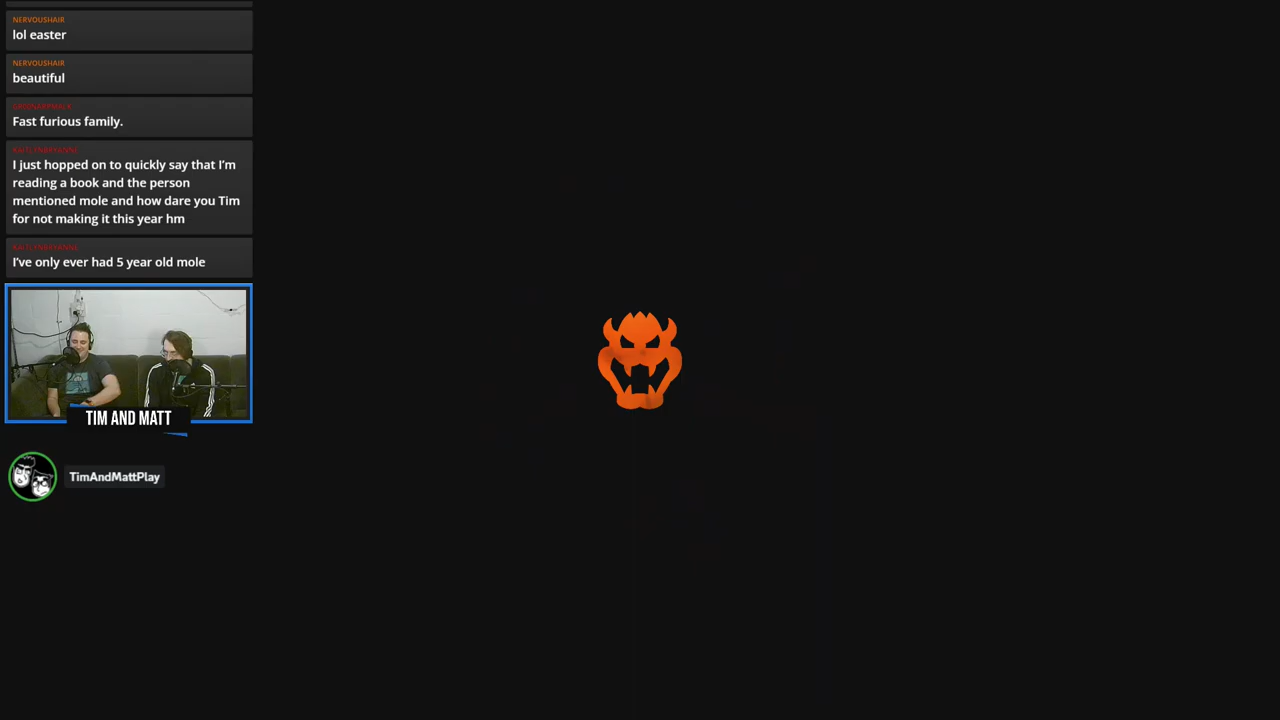 NERVOUSHAIR
lol easter
NERVOUSHAIR
beautiful
Fast furious family.
KAITLYNBRYANNE
I just hopped on to quickly say that I'm
reading a book and the person
mentioned mole and how dare you Tim
for not making it this year hm
KAITLYNBRYANNE
I've only ever had 5 year old mole
TIM AND MATT
TimAndMattPlay